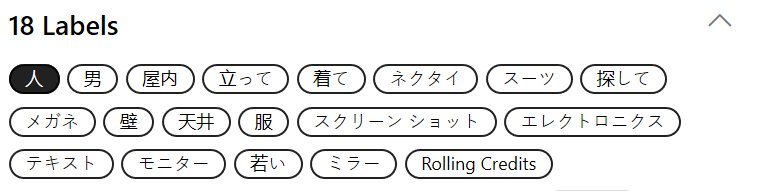 18 Labels
人 男 屋内 立って 着て ネクタイ スーツ 探して
メガネ 壁 天井 服 スクリーン ショット エレクトロニクス
テキスト モニター 若い ミラー Rolling Credits